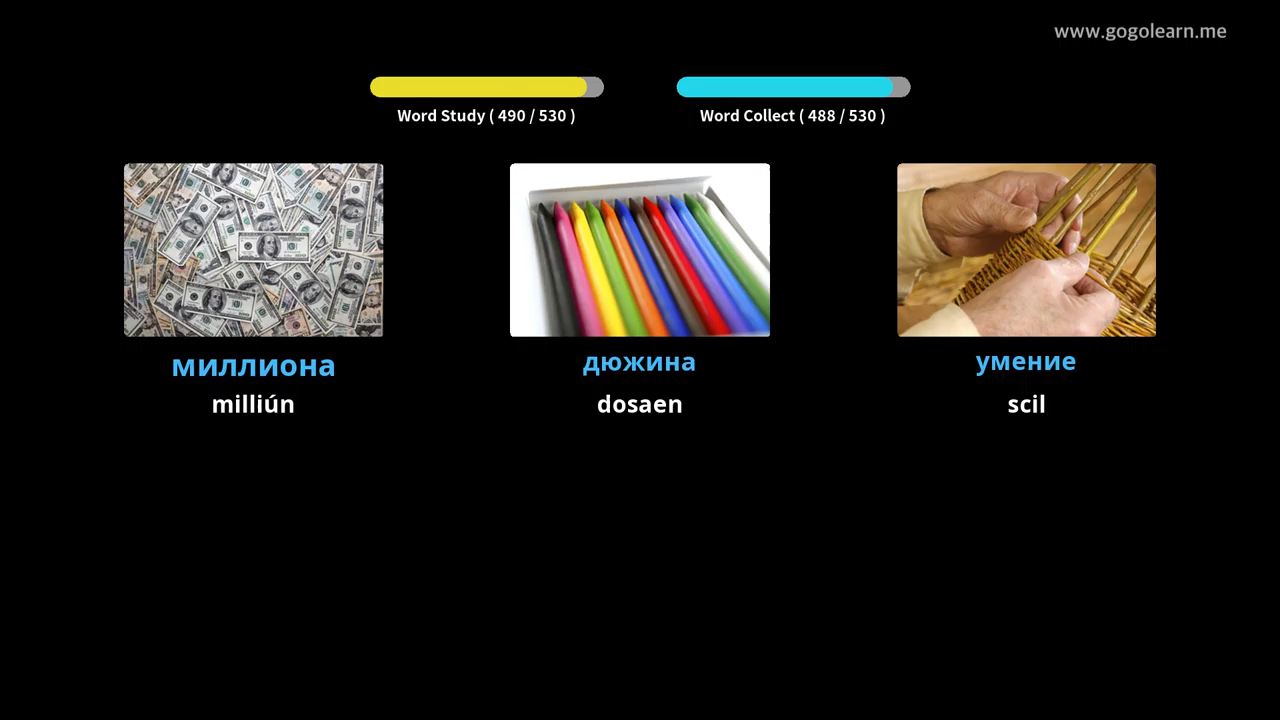 www.gogolearn.me
Word Study ( 490 / 530 )
Word Collect ( 488 / 530 )
миллиона
дюжина
умение
milliún
dosaen
scil